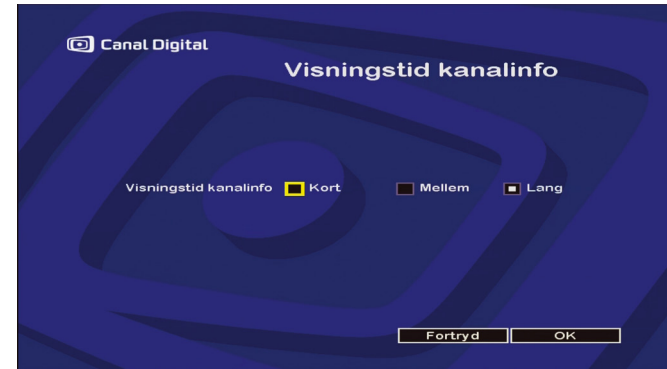 Canal Digital
Visningstid kanalinfo
Visningstid kanalinfo Kort Mellem Lang
Fortryd OK